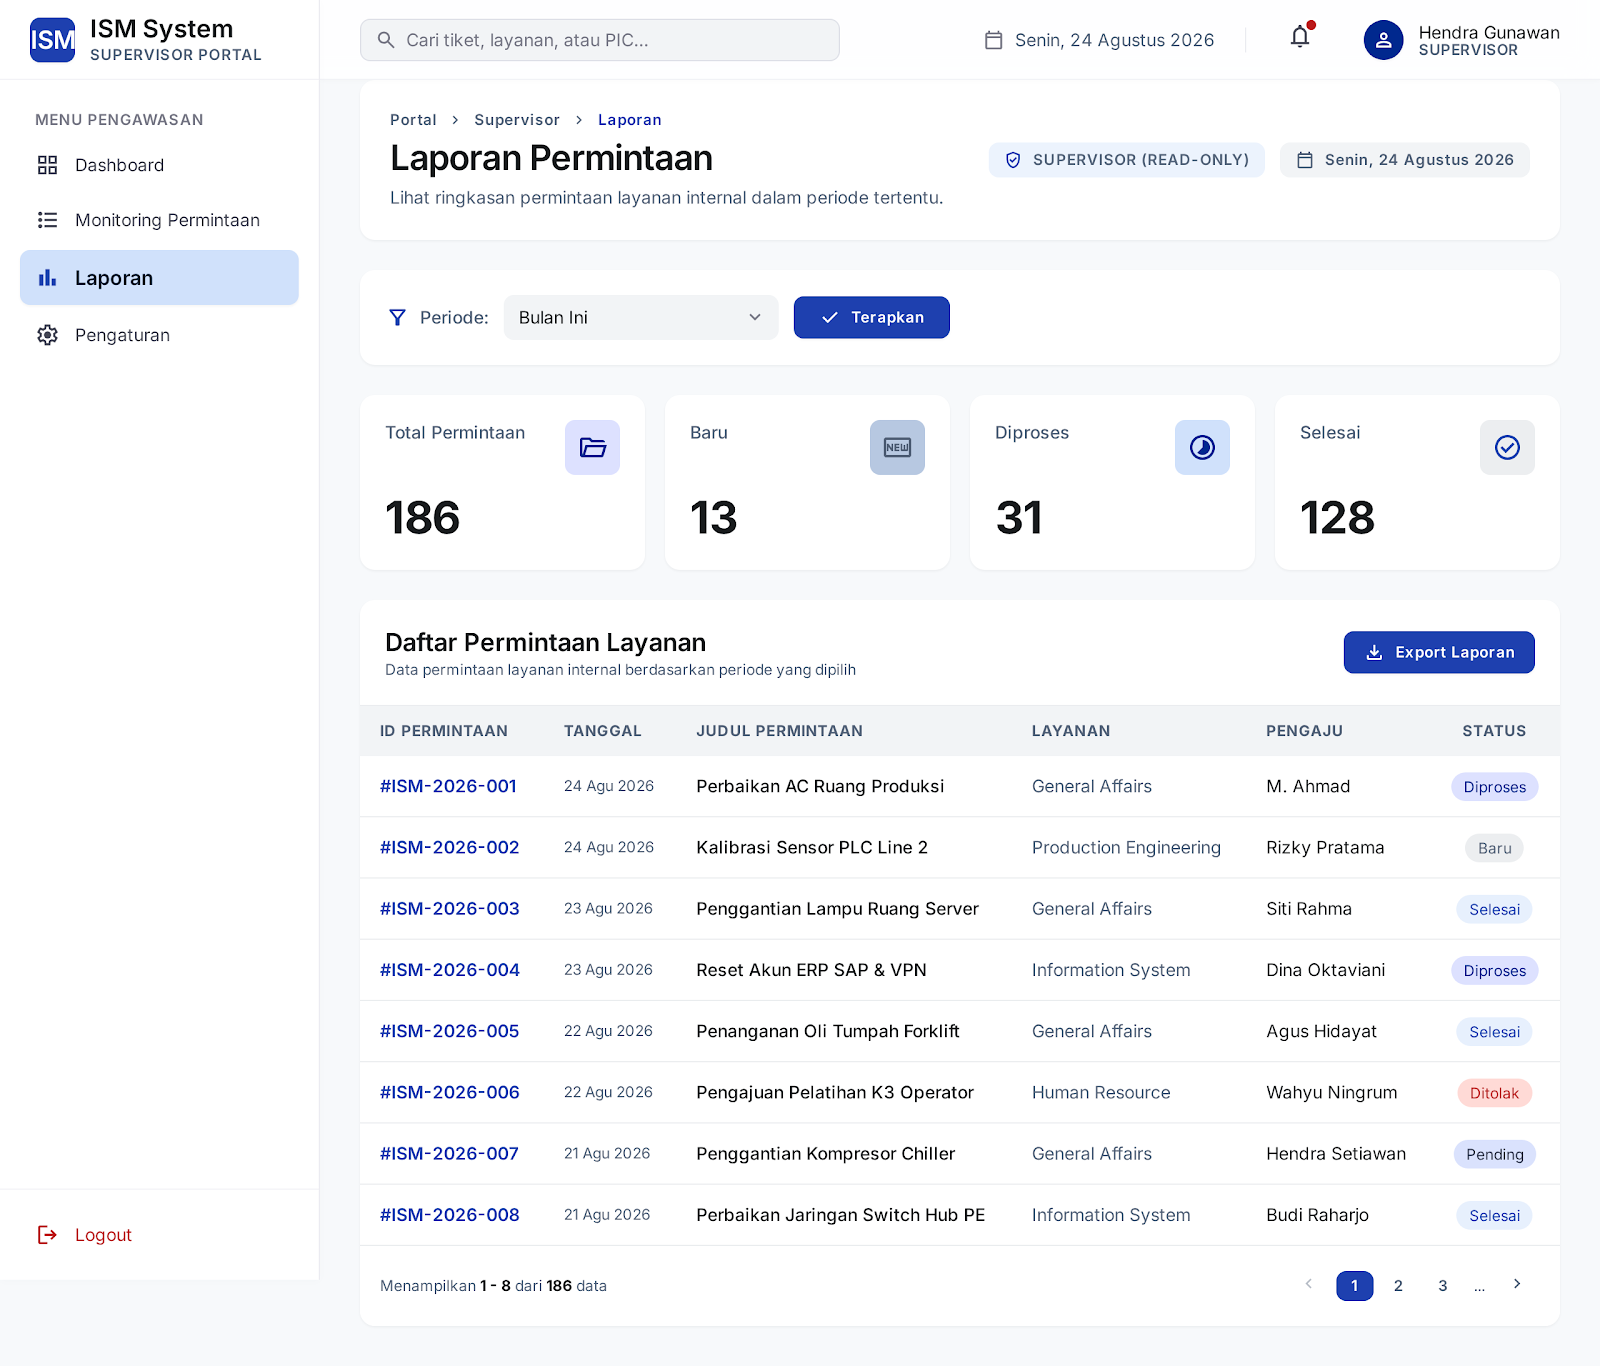 ISM
ISM System
SUPERVISOR PORTAL
Cari tiket, layanan, atau PIC...
Senin, 24 Agustus 2026
Hendra Gunawan
SUPERVISOR
MENU PENGAWASAN
Dashboard
Monitoring Permintaan
Laporan
Pengaturan
Logout
Portal > Supervisor > Laporan
Laporan Permintaan
Lihat ringkasan permintaan layanan internal dalam periode tertentu.
SUPERVISOR (READ-ONLY)
Senin, 24 Agustus 2026
Periode:
Bulan Ini
Terapkan
Total Permintaan
186
Baru
NEW
13
Diproses
31
Selesai
128
Daftar Permintaan Layanan
Data permintaan layanan internal berdasarkan periode yang dipilih
Export Laporan
ID PERMINTAAN TANGGAL JUDUL PERMINTAAN LAYANAN PENGAJU STATUS
#ISM-2026-001 24 Agu 2026 Perbaikan AC Ruang Produksi General Affairs M. Ahmad Diproses
#ISM-2026-002 24 Agu 2026 Kalibrasi Sensor PLC Line 2 Production Engineering Rizky Pratama Baru
#ISM-2026-003 23 Agu 2026 Penggantian Lampu Ruang Server General Affairs Siti Rahma Selesai
#ISM-2026-004 23 Agu 2026 Reset Akun ERP SAP & VPN Information System Dina Oktaviani Diproses
#ISM-2026-005 22 Agu 2026 Penanganan Oli Tumpah Forklift General Affairs Agus Hidayat Selesai
#ISM-2026-006 22 Agu 2026 Pengajuan Pelatihan K3 Operator Human Resource Wahyu Ningrum Ditolak
#ISM-2026-007 21 Agu 2026 Penggantian Kompresor Chiller General Affairs Hendra Setiawan Pending
#ISM-2026-008 21 Agu 2026 Perbaikan Jaringan Switch Hub PE Information System Budi Raharjo Selesai
Menampilkan 1 - 8 dari 186 data
1 2 3 ...